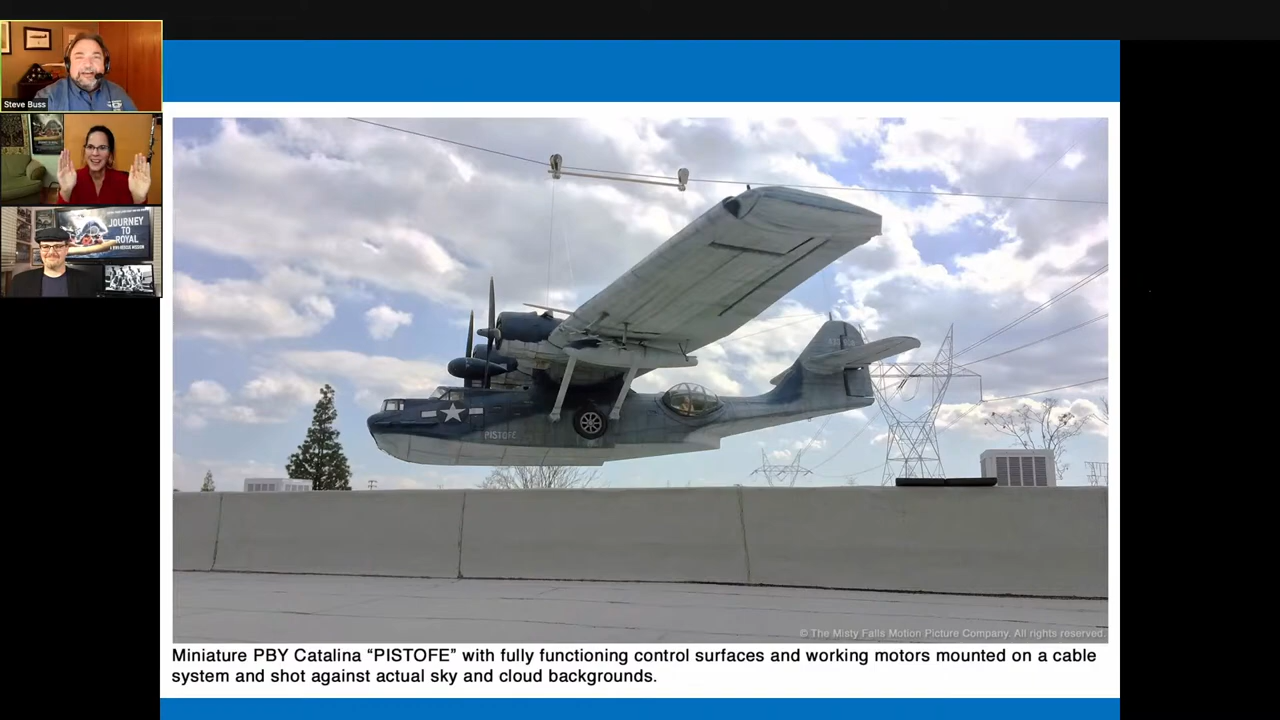 Steve Buss
JOURNEY
TO
ROYAL
PISTOFE
© The Misty Falls Motion Picture Company. All rights reserved.
Miniature PBY Catalina “PISTOFE” with fully functioning control surfaces and working motors mounted on a cable
system and shot against actual sky and cloud backgrounds.